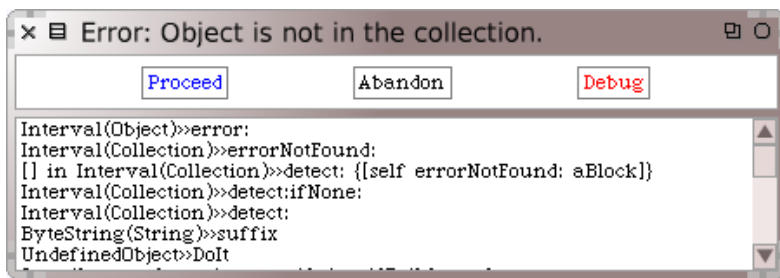 Error: Object is not in the collection.
Proceed Abandon Debug
Interval(Object)»error:
Interval(Collection)»errorNotFound:
[] in Interval(Collection)»detect: {[self errorNotFound: aBlock]}
Interval(Collection)»detect:ifNone:
Interval(Collection)»detect:
ByteString(String)»suffix
UndefinedObject»DoIt